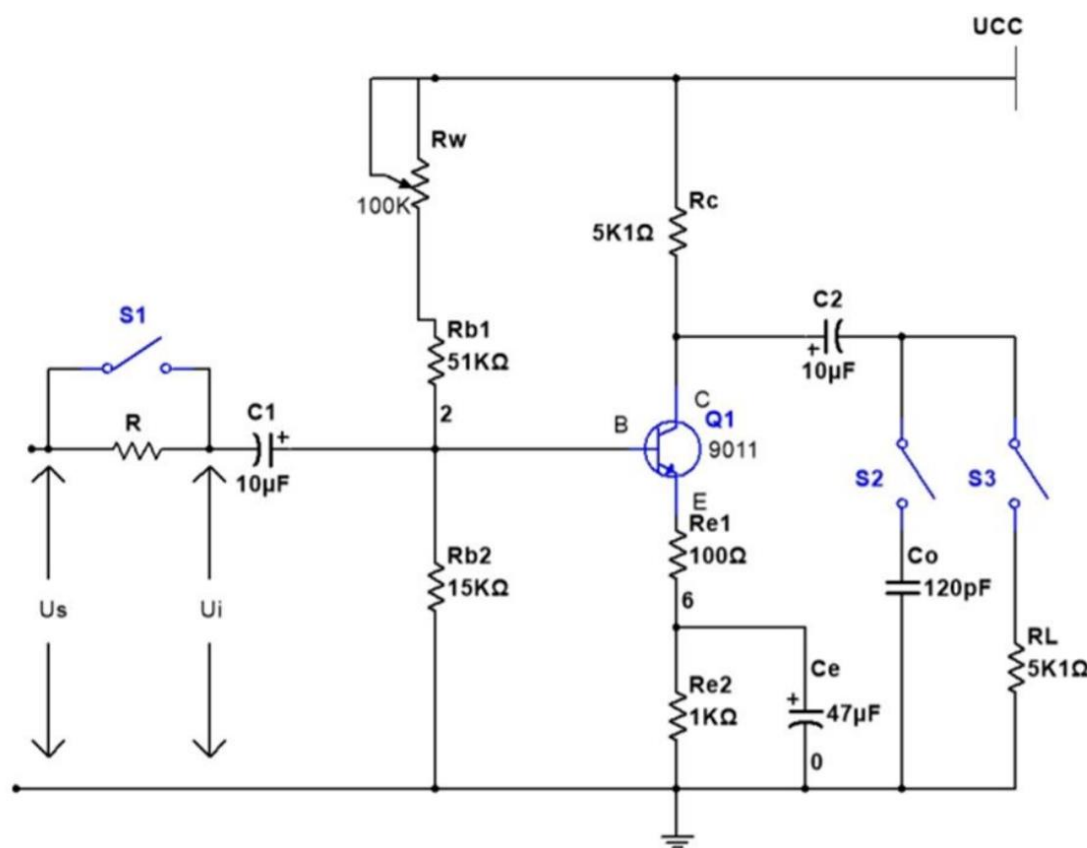 UCC
Rw
100K
Rc
5K1Ω
S1
R
C1
+
10µF
Rb1
51KΩ
2
C2
+
10µF
B
C
Q1
9011
E
S2
S3
Us
Ui
Rb2
15KΩ
Re1
100Ω
6
Co
120pF
RL
5K1Ω
Re2
1KΩ
Ce
+
47µF
0